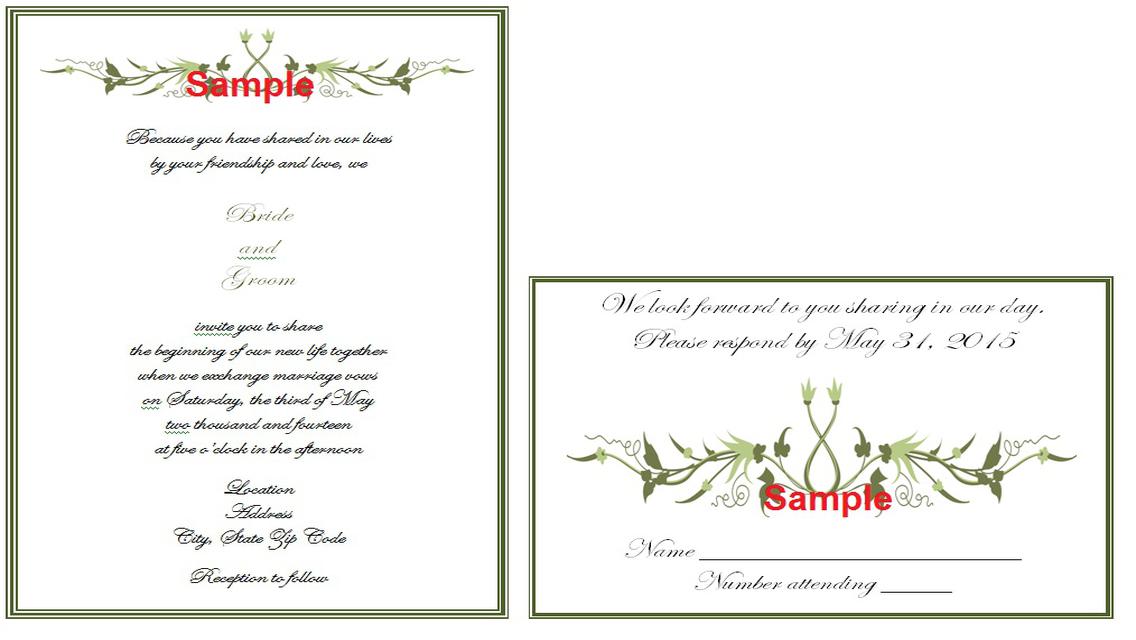 Sample
Because you have shared in our lives
by your friendship and love, we
Bride
and
Groom
invite you to share
the beginning of our new life together
when we exchange marriage vows
on Saturday, the third of May
two thousand and fourteen
at five o'clock in the afternoon
Location
Address
City, State Zip Code
Reception to follow
We look forward to you sharing in our day.
Please respond by May 31, 2015
Sample
Name
Number attending